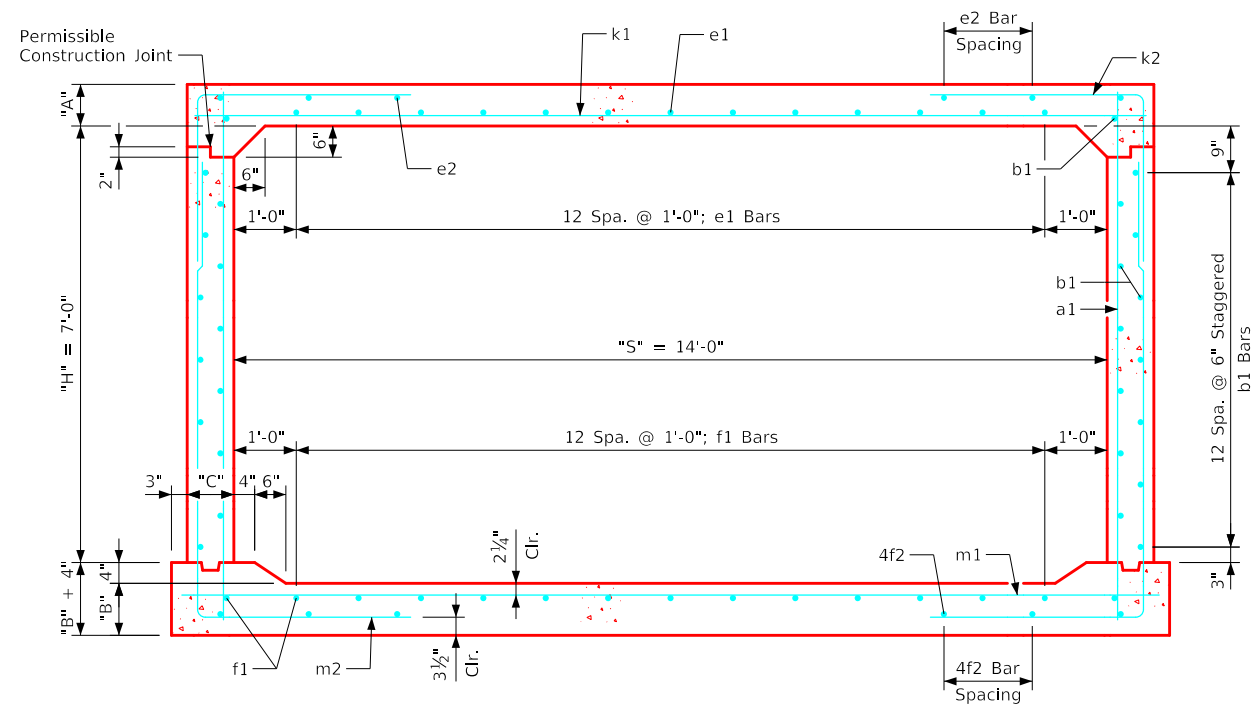 Permissible
Construction Joint
k1
e1
e2 Bar
Spacing
k2
"A"
2"
6"
6"
e2
b1
9"
1'-0"
12 Spa. @ 1'-0"; e1 Bars
1'-0"
"H" = 7'-0"
b1
a1
"S" = 14'-0"
12 Spa. @ 6" Staggered
b1 Bars
1'-0"
12 Spa. @ 1'-0"; f1 Bars
1'-0"
3"
"C"
4"
6"
2¼"
Clr.
4f2
m1
3"
"B" + 4"
"B"
4"
f1
m2
3½"
Clr.
4f2 Bar
Spacing